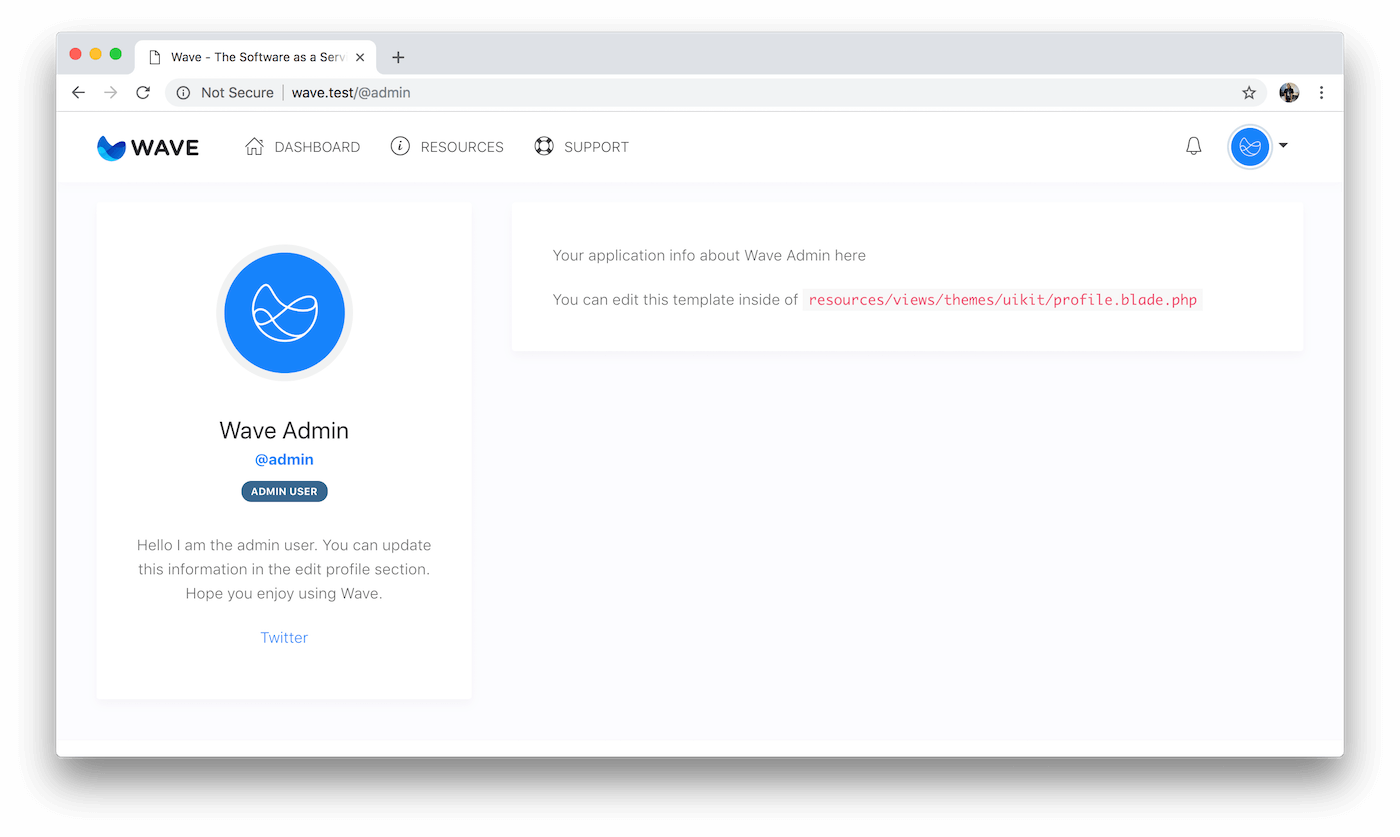 Wave - The Software as a Serv
Not Secure | wave.test/@admin
WAVE DASHBOARD RESOURCES SUPPORT
Wave Admin
@admin
ADMIN USER
Hello I am the admin user. You can update
this information in the edit profile section.
Hope you enjoy using Wave.
Twitter
Your application info about Wave Admin here
You can edit this template inside of resources/views/themes/uikit/profile.blade.php